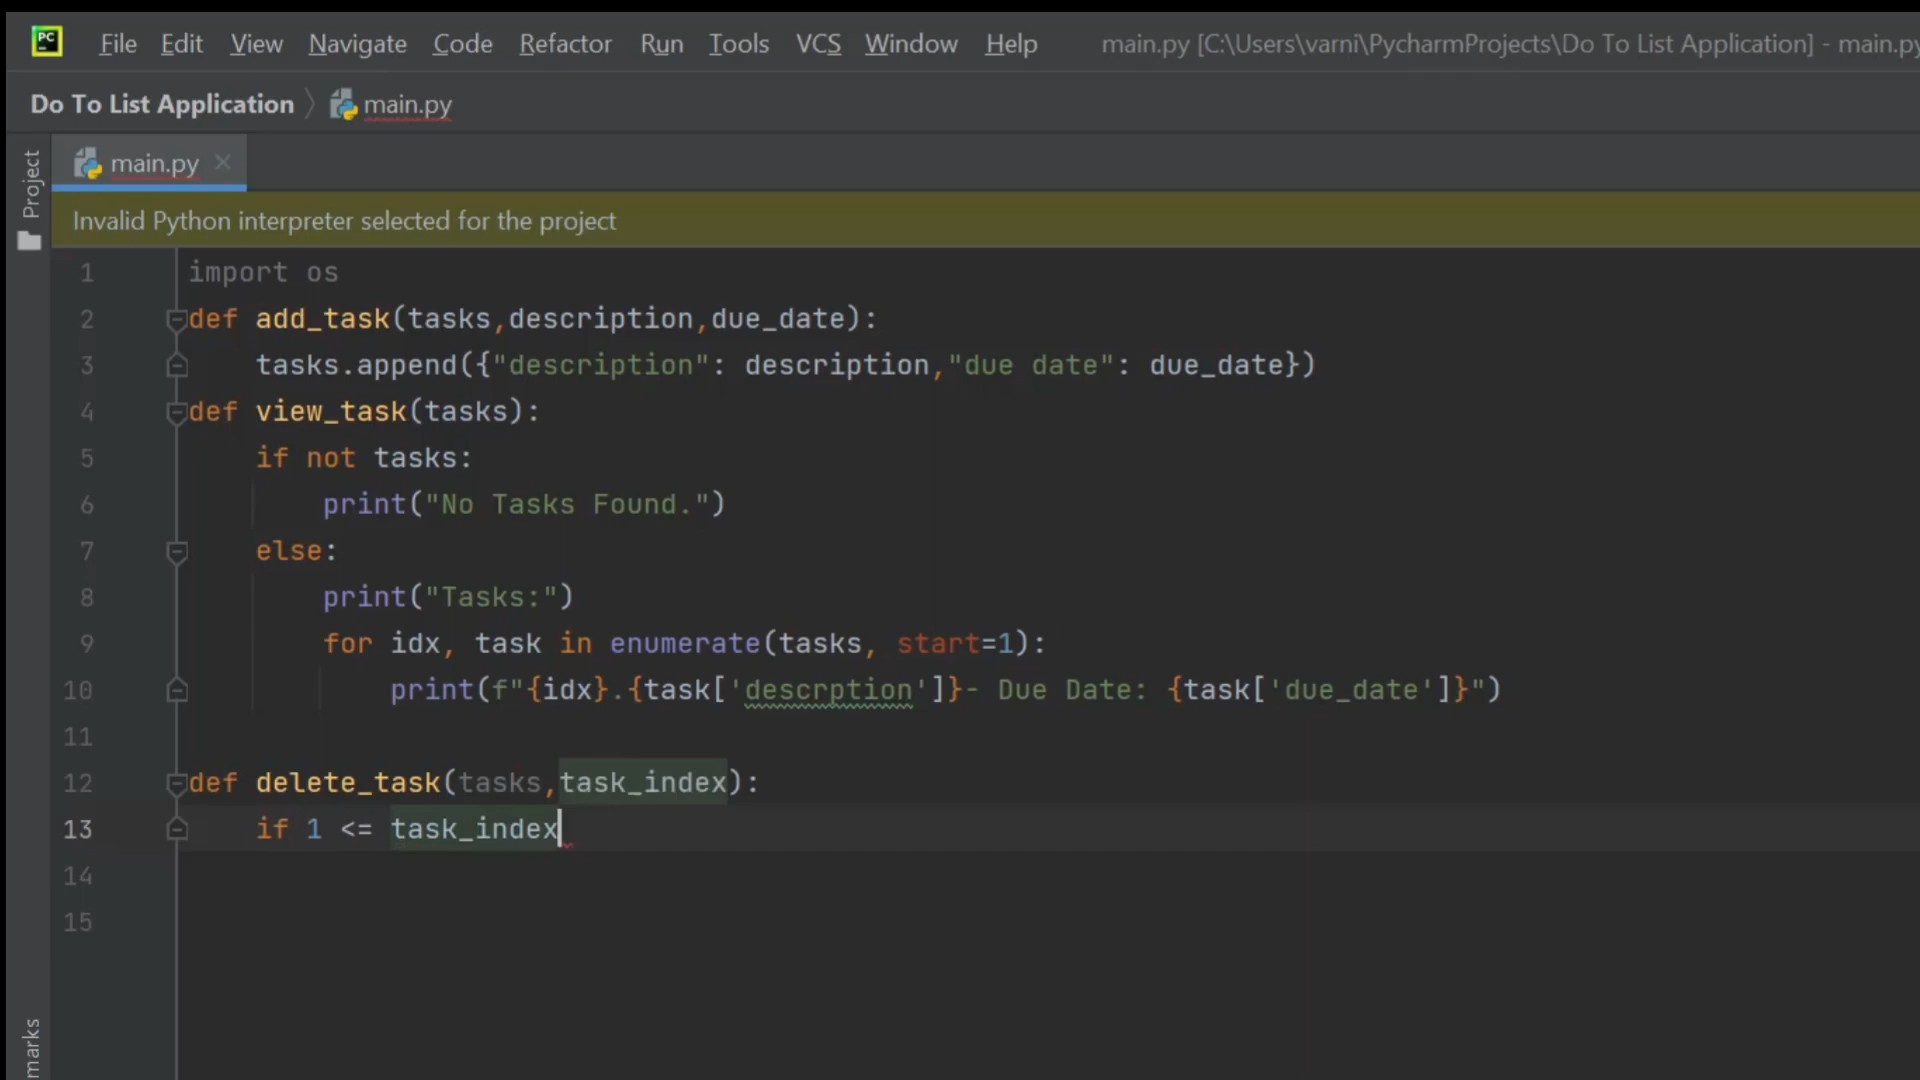 PC File Edit View Navigate Code Refactor Run Tools VCS Window Help main.py [C:\Users\varni\PycharmProjects\Do To List Application] - main.py
Do To List Application main.py
Project
main.py
Invalid Python interpreter selected for the project
1 import os
2 def add_task(tasks,description,due_date):
3     tasks.append({"description": description,"due date": due_date})
4 def view_task(tasks):
5     if not tasks:
6         print("No Tasks Found.")
7     else:
8         print("Tasks:")
9         for idx, task in enumerate(tasks, start=1):
10             print(f"{idx}.{task['descrption']}- Due Date: {task['due_date']}")
11
12 def delete_task(tasks,task_index):
13     if 1 <= task_index
14
15
marks